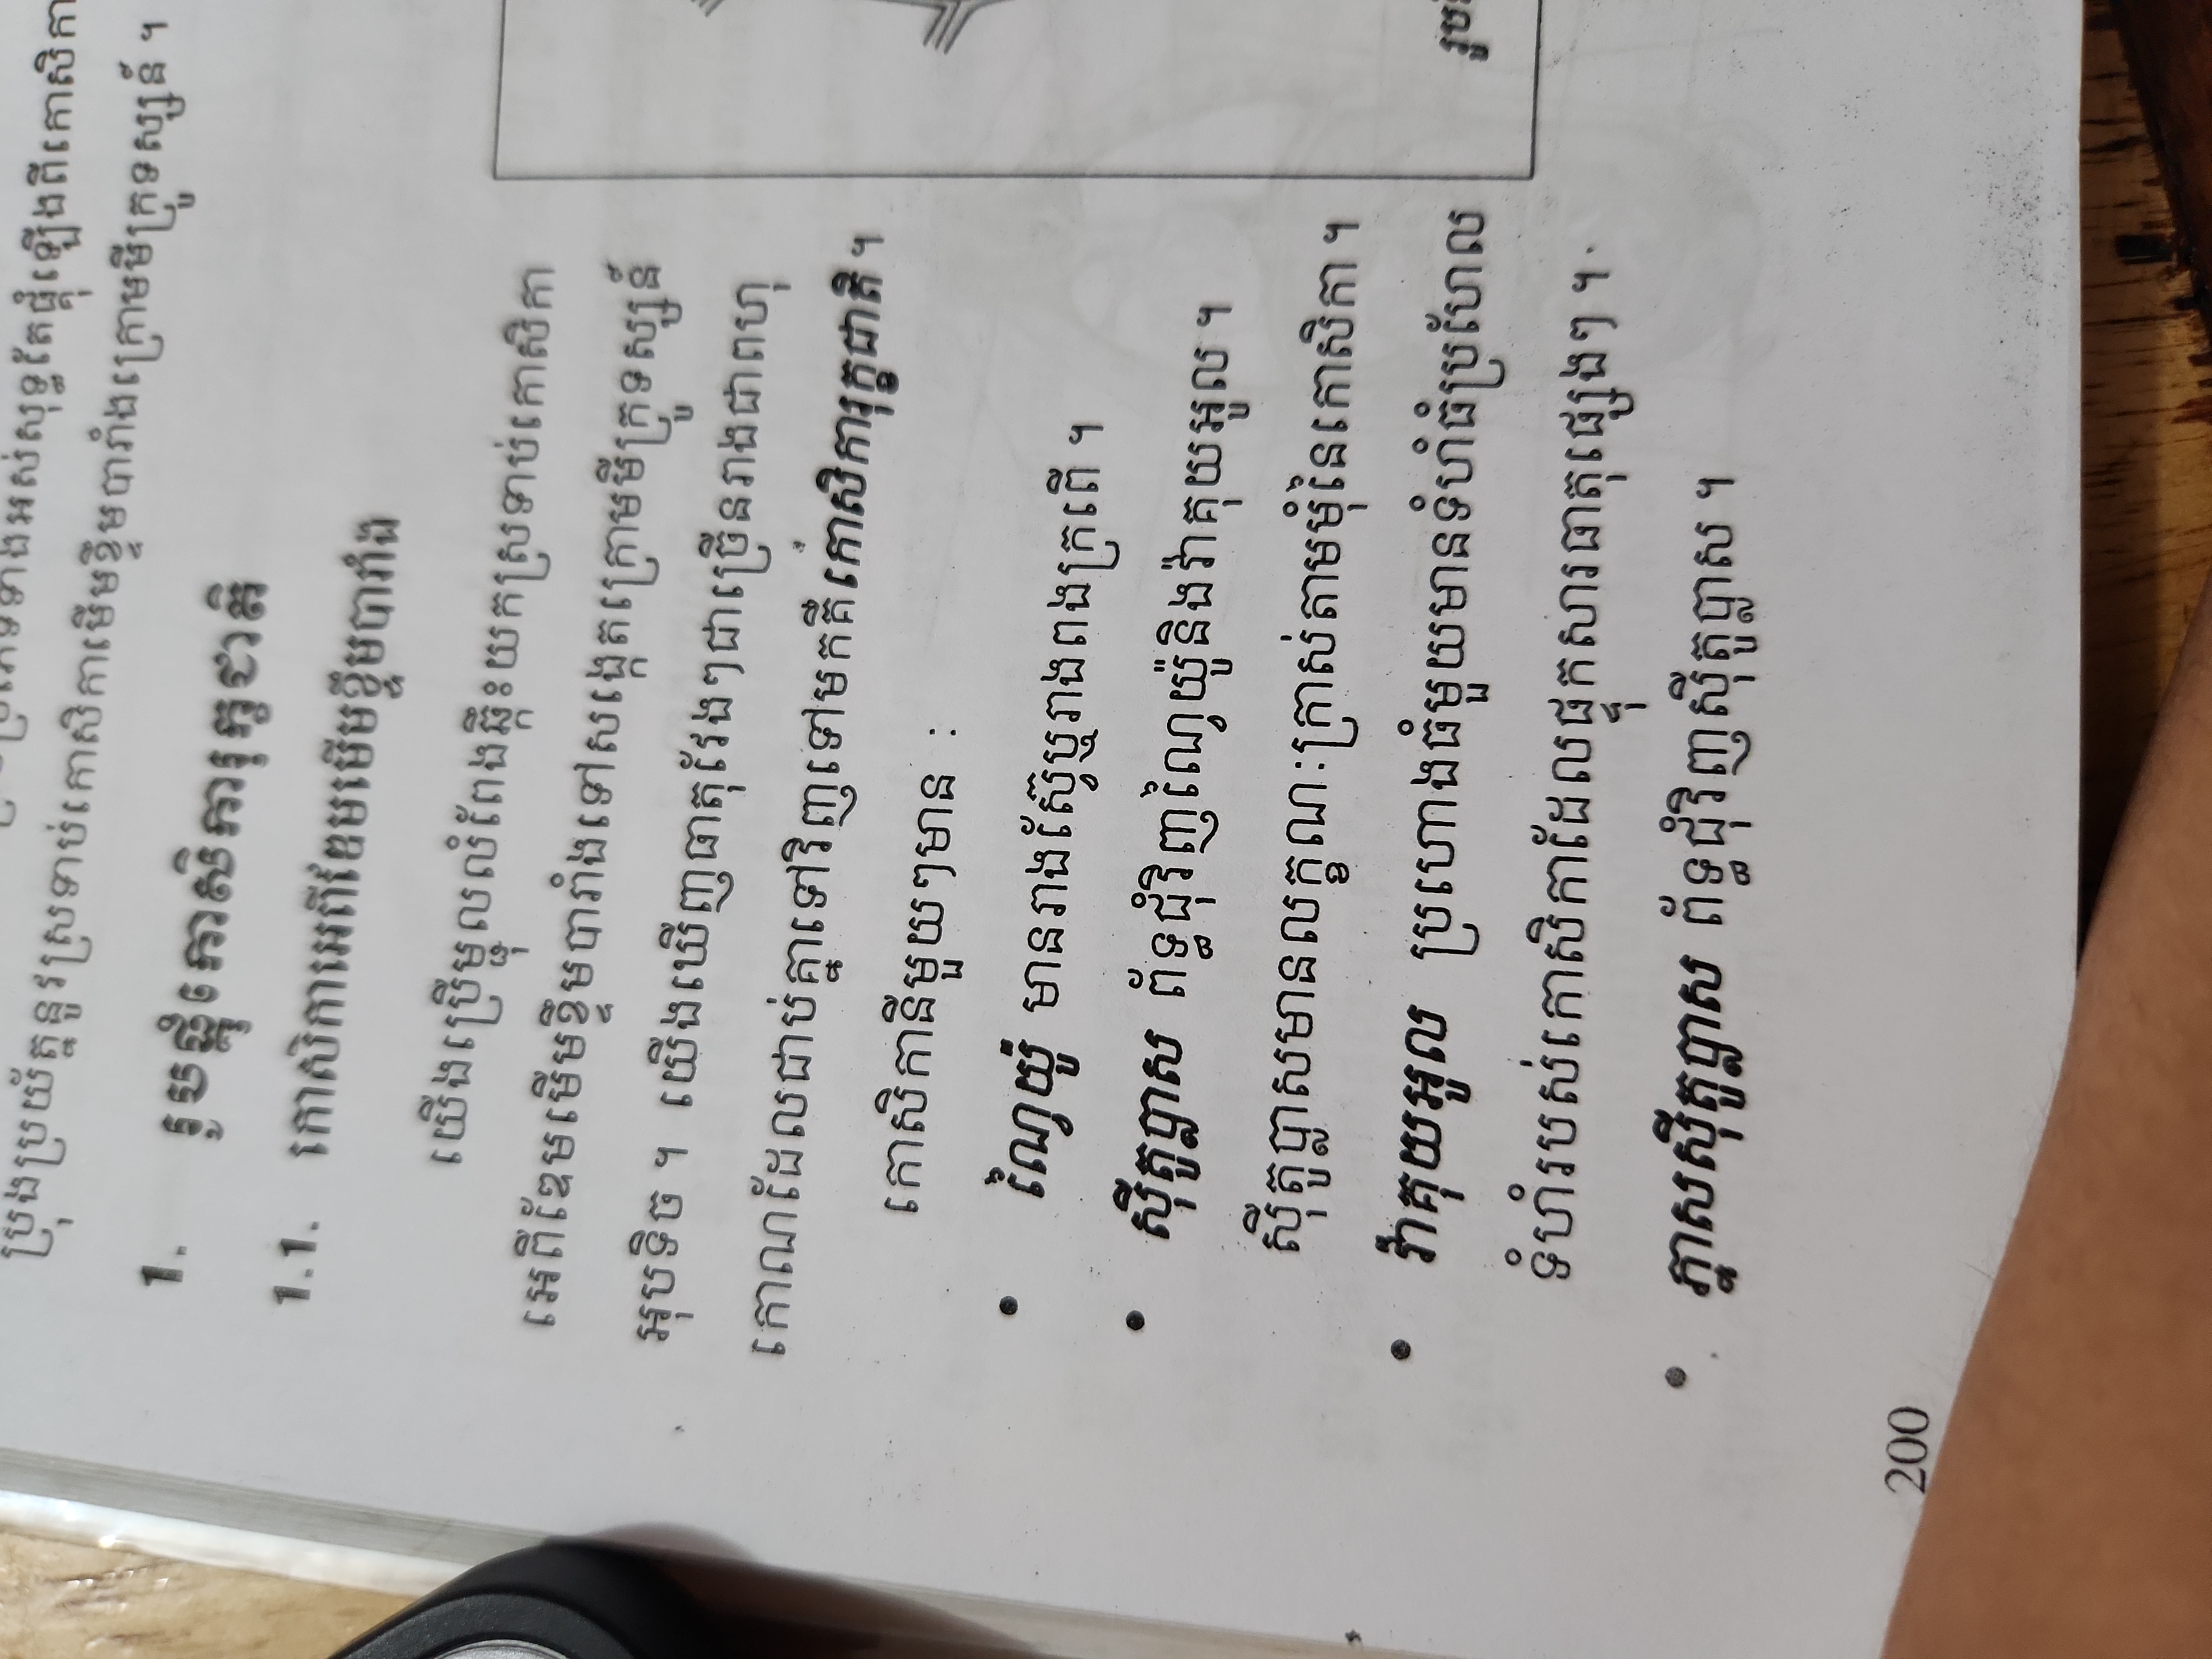 ទាំងអស់សុទ្ធតែផ្គុំឡើងពីកោសិកា
ប្រុងប្រយ័ត្ននូវស្រទាប់កោសិកាមើមខ្ទឹមបារាំងក្រោមមីក្រូទស្សន៍ ។
1. រូបផ្គុំកោសិការុក្ខជាតិ
1.1. កោសិកាអេពីឌែមមើមខ្ទឹមបារាំង
យើងប្រើម្ជុលលំពែងឆ្កឹះយកស្រទាប់កោសិកា
អេពីឌែមមើមខ្ទឹមបារាំងទៅសង្កេតក្រោមមីក្រូទស្សន៍
អុបទិច ។ យើងឃើញធាតុវែងៗជាច្រើនរាងជាពហុ
កោណដែលជាប់គ្នាទៅវិញទៅមកគឺកោសិការុក្ខជាតិ ។
កោសិកានីមួយៗមាន :
• ណ្វៃយ៉ូ មានរាងស្វ៊ែឬរាងពងក្រពើ ។
• ស៊ីតូប្លាស ព័ទ្ធជុំវិញណ្វៃយ៉ូនិងវ៉ាគុយអូល ។
ស៊ីតូប្លាសមានលក្ខណៈក្រាស់តាមមុំនៃកោសិកា ។
• វ៉ាគុយអូល ប្រហោងធំមួយមានទំហំធំប្រហែល
ទំហំរបស់កោសិកាដែលផ្ទុកសារធាតុផ្សេងៗ ។
• ភ្នាសស៊ីតូប្លាស ព័ទ្ធជុំវិញស៊ីតូប្លាស ។
200